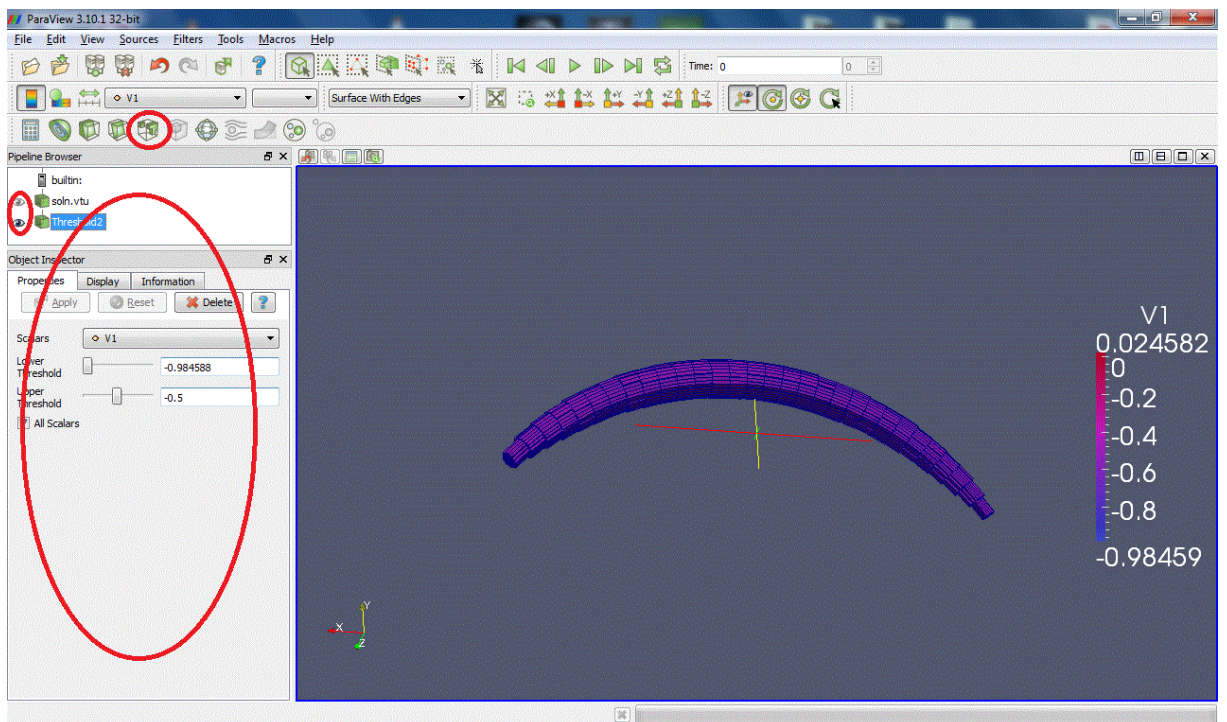 ParaView 3.10.1 32-bit
File Edit View Sources Filters Tools Macros Help
Time: 0 0
V1 Surface With Edges +X -X +Y -Y +Z -Z
Pipeline Browser
builtin:
soln.vtu
Threshold2
Object Inspector
Properties Display Information
Apply Reset Delete ?
Scalars V1
Lower Threshold -0.984588
Upper Threshold -0.5
All Scalars
V1
0.024582
0
-0.2
-0.4
-0.6
-0.8
-0.98459
Y
X
Z